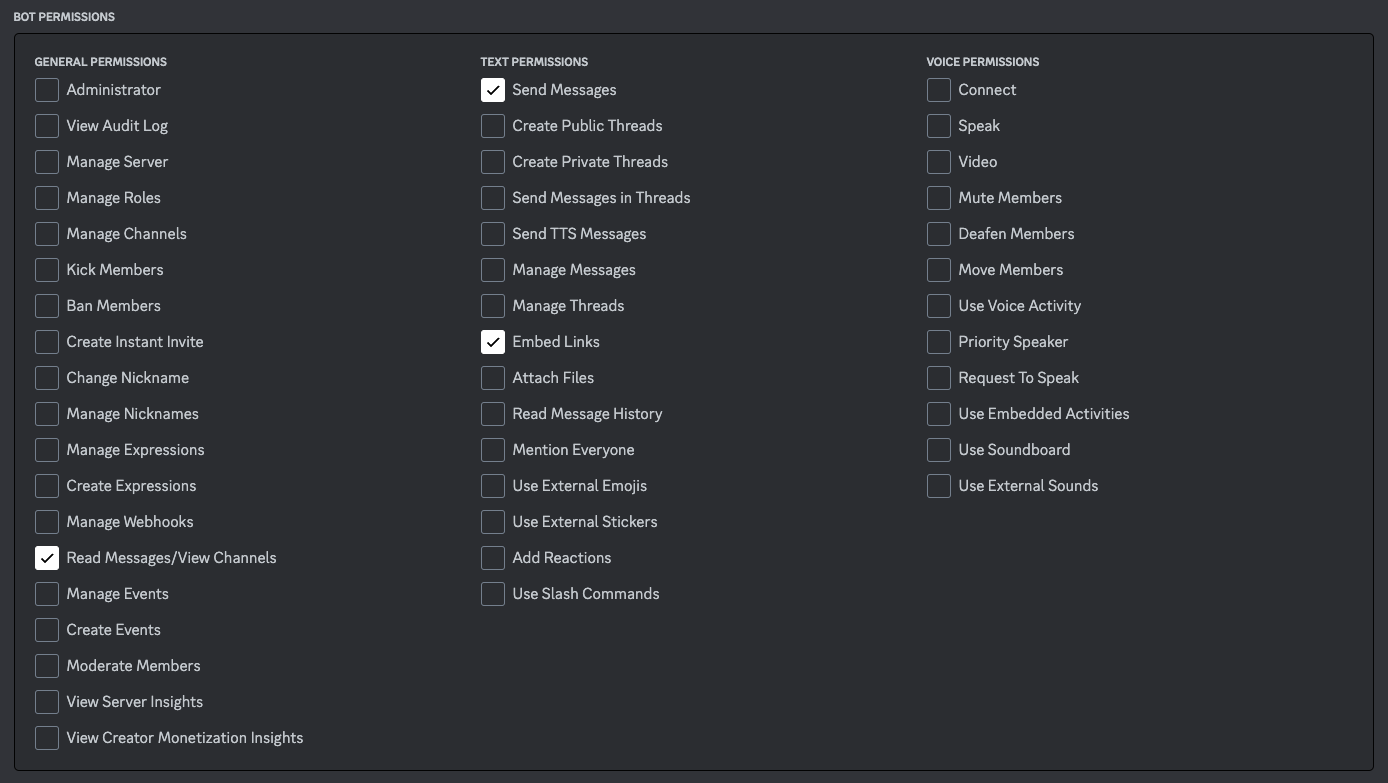 BOT PERMISSIONS
GENERAL PERMISSIONS
Administrator
View Audit Log
Manage Server
Manage Roles
Manage Channels
Kick Members
Ban Members
Create Instant Invite
Change Nickname
Manage Nicknames
Manage Expressions
Create Expressions
Manage Webhooks
Read Messages/View Channels
Manage Events
Create Events
Moderate Members
View Server Insights
View Creator Monetization Insights
TEXT PERMISSIONS
Send Messages
Create Public Threads
Create Private Threads
Send Messages in Threads
Send TTS Messages
Manage Messages
Manage Threads
Embed Links
Attach Files
Read Message History
Mention Everyone
Use External Emojis
Use External Stickers
Add Reactions
Use Slash Commands
VOICE PERMISSIONS
Connect
Speak
Video
Mute Members
Deafen Members
Move Members
Use Voice Activity
Priority Speaker
Request To Speak
Use Embedded Activities
Use Soundboard
Use External Sounds